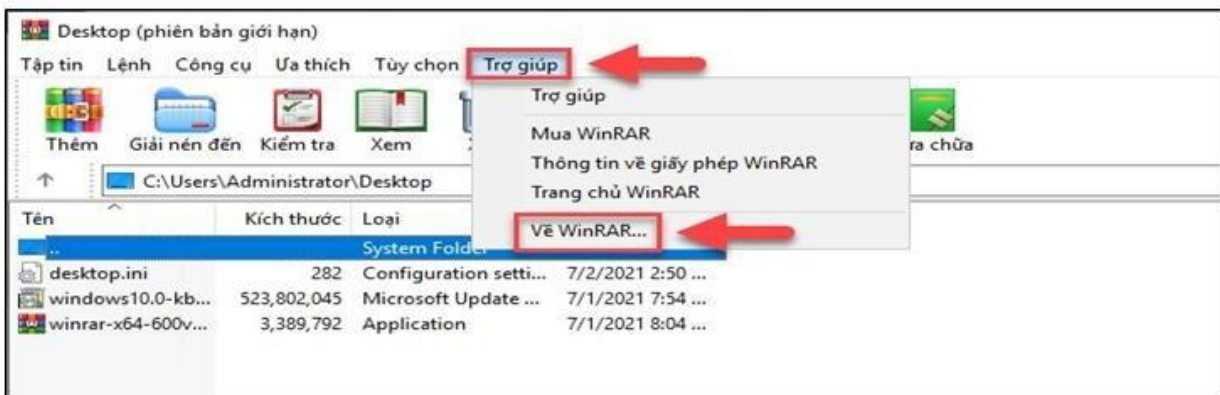 Desktop (phiên bản giới hạn)
Tập tin Lệnh Công cụ Ưa thích Tùy chọn Trợ giúp
Trợ giúp
Mua WinRAR
Thông tin về giấy phép WinRAR
Trang chủ WinRAR
Về WinRAR...
Thêm Giải nén đến Kiểm tra Xem chữa
C:\Users\Administrator\Desktop
Tên Kích thước Loại
.. System Folder
desktop.ini 282 Configuration setti... 7/2/2021 2:50 ...
windows10.0-kb... 523,802,045 Microsoft Update ... 7/1/2021 7:54 ...
winrar-x64-600v... 3,389,792 Application 7/1/2021 8:04 ...